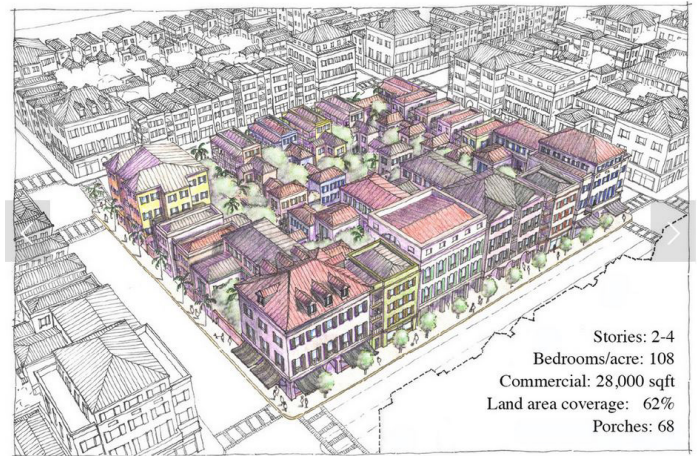 Stories: 2-4
Bedrooms/acre: 108
Commercial: 28,000 sqft
Land area coverage: 62%
Porches: 68